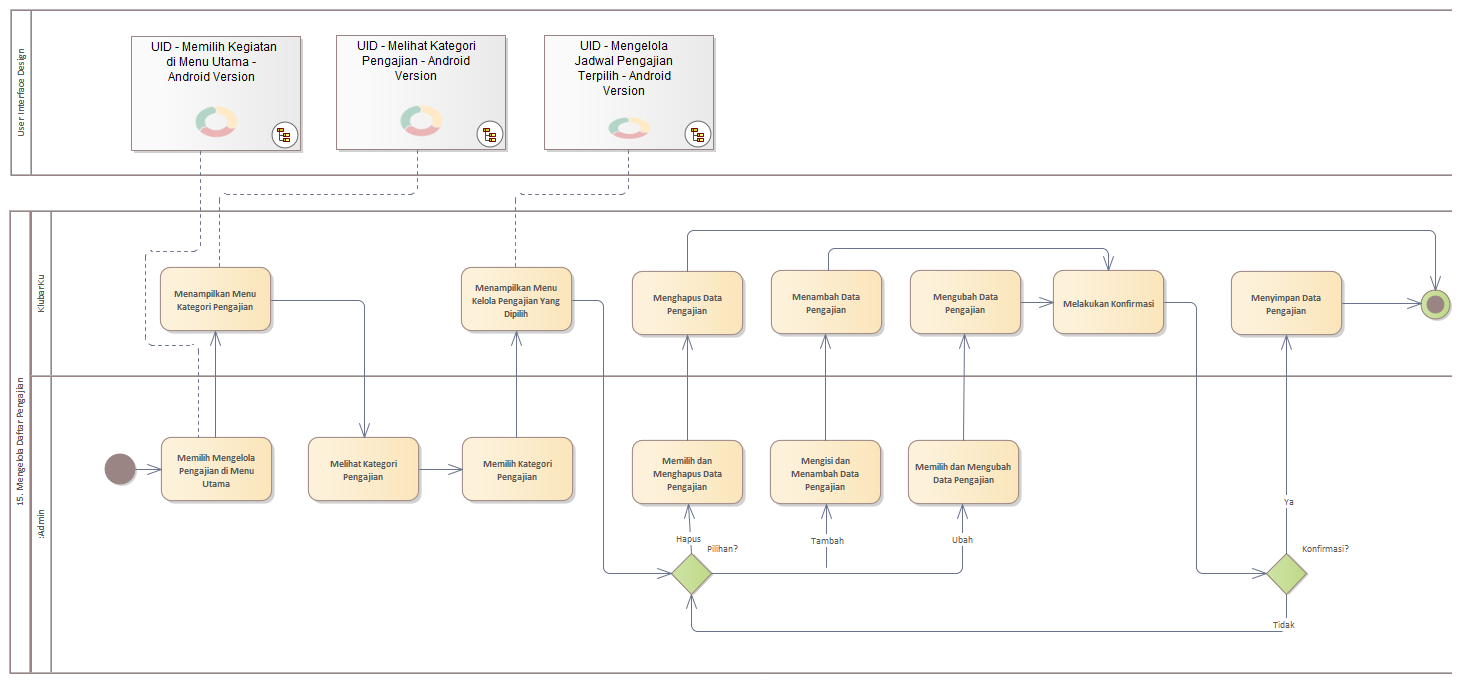 User Interface Design
UID - Memilih Kegiatan
di Menu Utama -
Android Version
UID - Melihat Kategori
Pengajian - Android
Version
UID - Mengelola
Jadwal Pengajian
Terpilih - Android
Version
15. Mengelola Daftar Pengajian
KlubarKu
Menampilkan Menu
Kategori Pengajian
Menampilkan Menu
Kelola Pengajian Yang
Dipilih
Menghapus Data
Pengajian
Menambah Data
Pengajian
Mengubah Data
Pengajian
Melakukan Konfirmasi
Menyimpan Data
Pengajian
:Admin
Memilih Mengelola
Pengajian di Menu
Utama
Melihat Kategori
Pengajian
Memilih Kategori
Pengajian
Memilih dan
Menghapus Data
Pengajian
Mengisi dan
Menambah Data
Pengajian
Memilih dan Mengubah
Data Pengajian
Ya
Hapus
Tambah
Ubah
Pilihan?
Konfirmasi?
Tidak